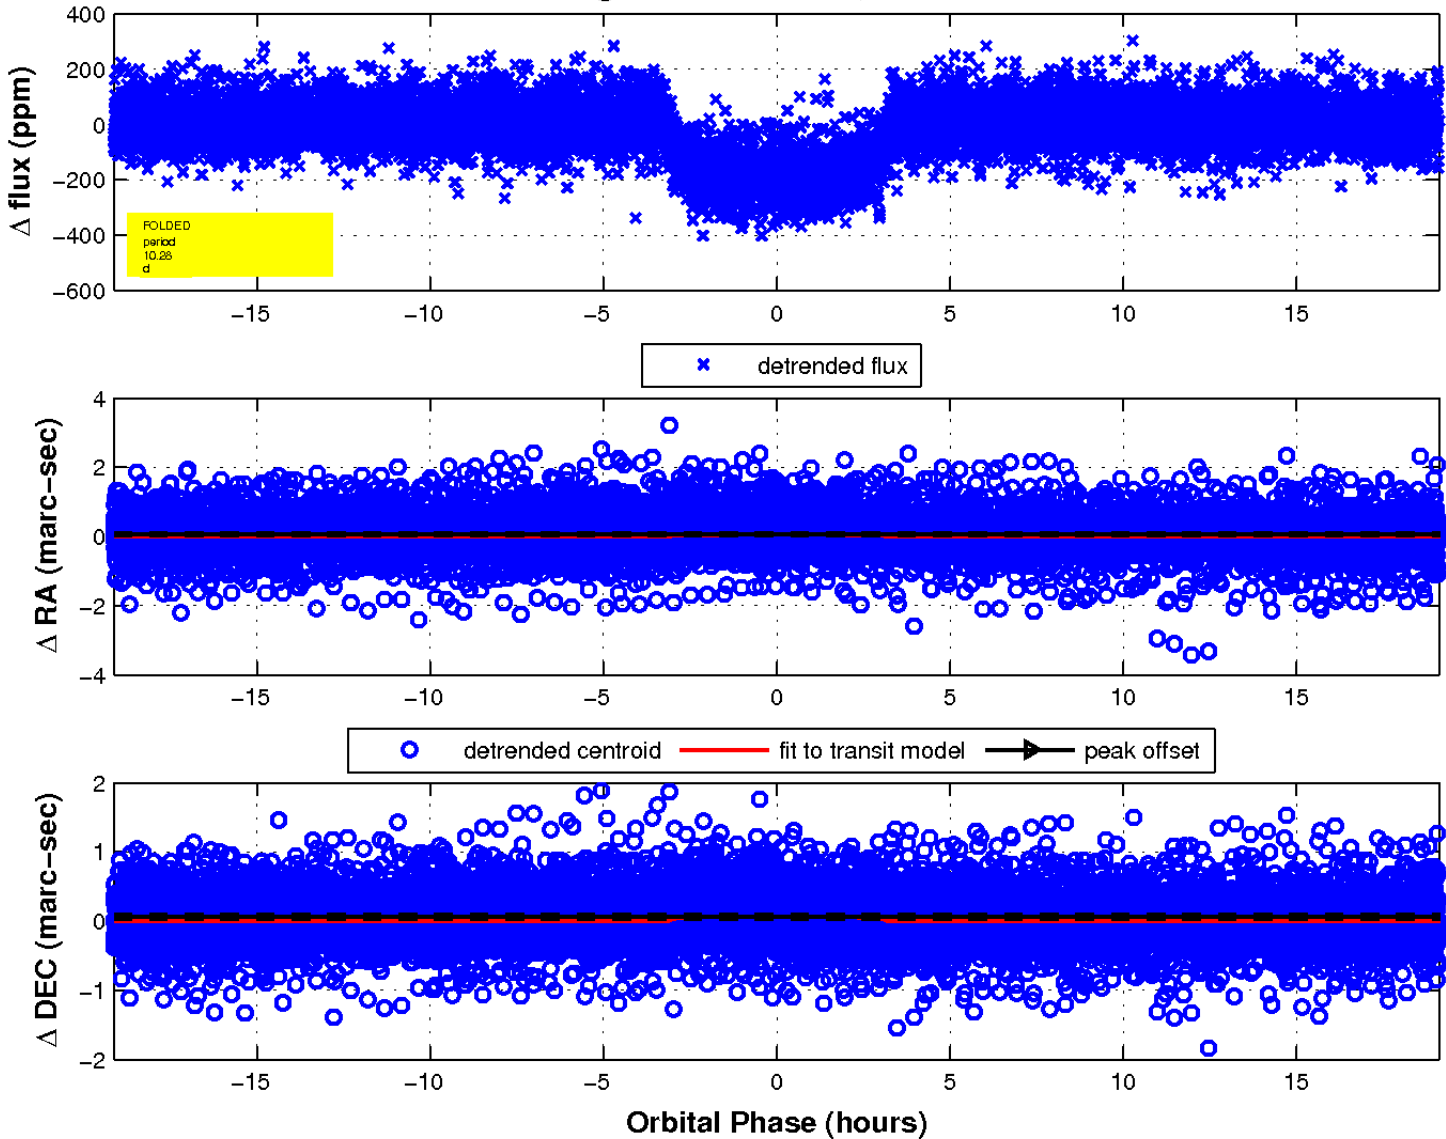 400
200
0
−200
−400
−600
Δ flux (ppm)
FOLDED
period
10.26
d
−15 −10 −5 0 5 10 15
detrended flux
4
2
0
−2
−4
Δ RA (marc−sec)
−15 −10 −5 0 5 10 15
detrended centroid fit to transit model peak offset
2
1
0
−1
−2
Δ DEC (marc−sec)
−15 −10 −5 0 5 10 15
Orbital Phase (hours)